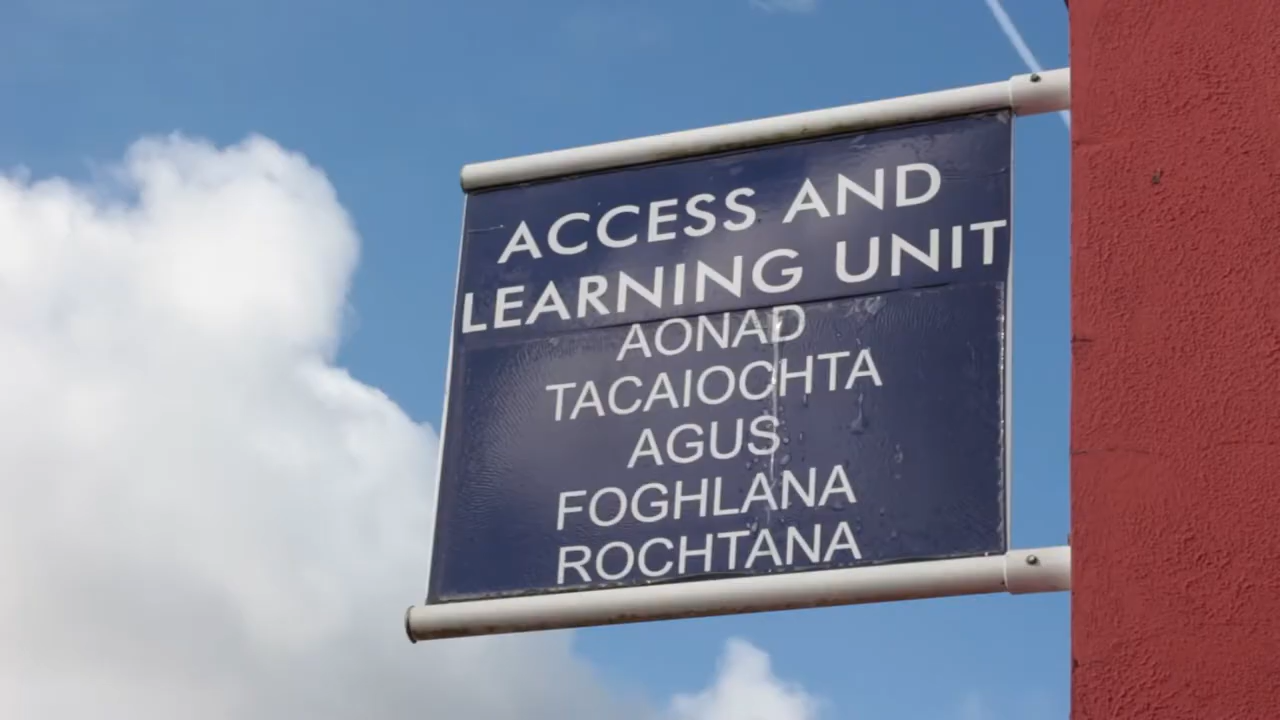 ACCESS AND
LEARNING UNIT
AONAD
TACAIOCHTA
AGUS
FOGHLANA
ROCHTANA